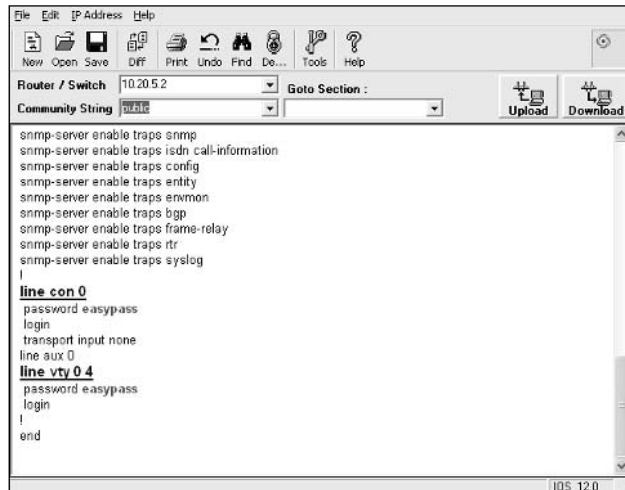 File Edit IP Address Help
New Open Save Diff Print Undo Find De... Tools Help
Router / Switch 10.20.5.2 Goto Section :
Community String public
Upload Download
snmp-server enable traps snmp
snmp-server enable traps isdn call-information
snmp-server enable traps config
snmp-server enable traps entity
snmp-server enable traps envmon
snmp-server enable traps bgp
snmp-server enable traps frame-relay
snmp-server enable traps rtr
snmp-server enable traps syslog
!
line con 0
password easypass
login
transport input none
line aux 0
line vty 0 4
password easypass
login
!
end
IOS 12.0